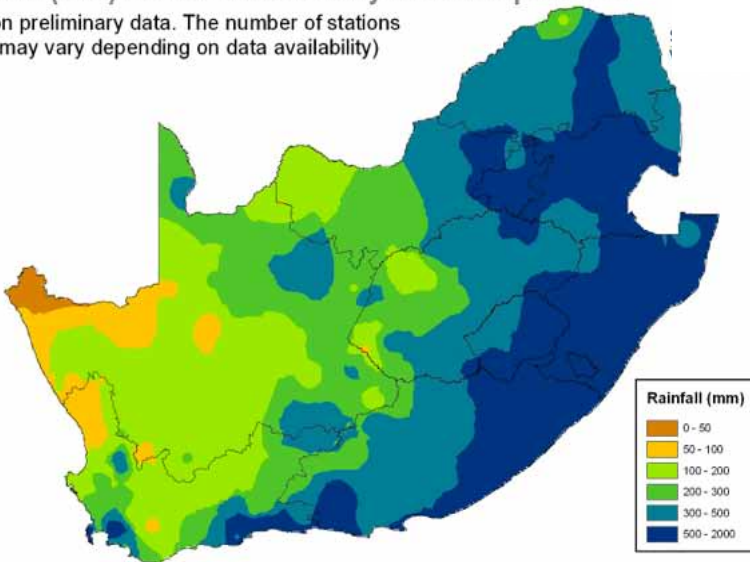 on preliminary data. The number of stations
may vary depending on data availability)
Rainfall (mm)
0 - 50
50 - 100
100 - 200
200 - 300
300 - 500
500 - 2000